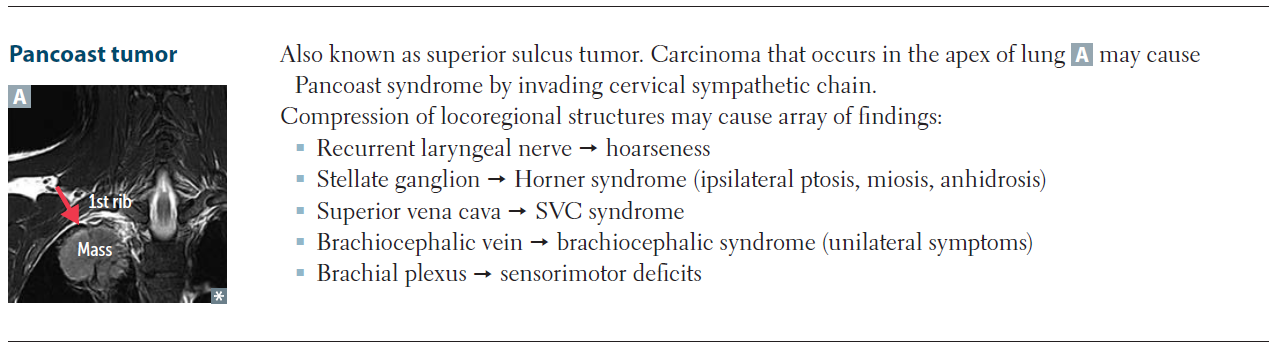 Pancoast tumor
A
1st rib
Mass
*
Also known as superior sulcus tumor. Carcinoma that occurs in the apex of lung A may cause
Pancoast syndrome by invading cervical sympathetic chain.
Compression of locoregional structures may cause array of findings:
▪ Recurrent laryngeal nerve → hoarseness
▪ Stellate ganglion → Horner syndrome (ipsilateral ptosis, miosis, anhidrosis)
▪ Superior vena cava → SVC syndrome
▪ Brachiocephalic vein → brachiocephalic syndrome (unilateral symptoms)
▪ Brachial plexus → sensorimotor deficits